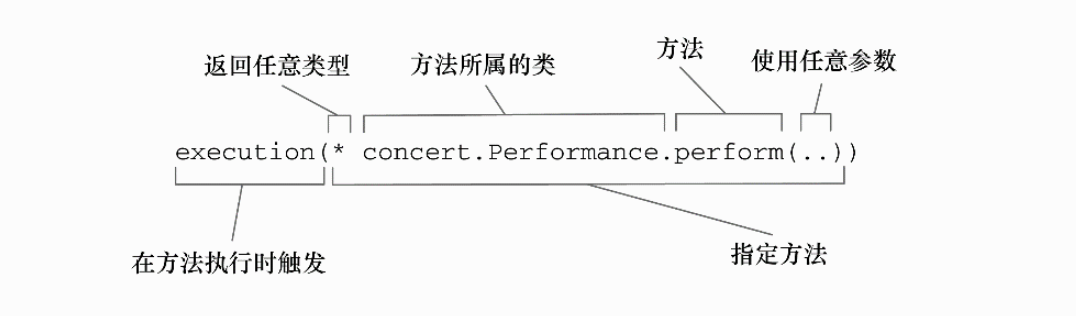 返回任意类型 方法所属的类 方法 使用任意参数
execution(* concert.Performance.perform(..))
在方法执行时触发 指定方法